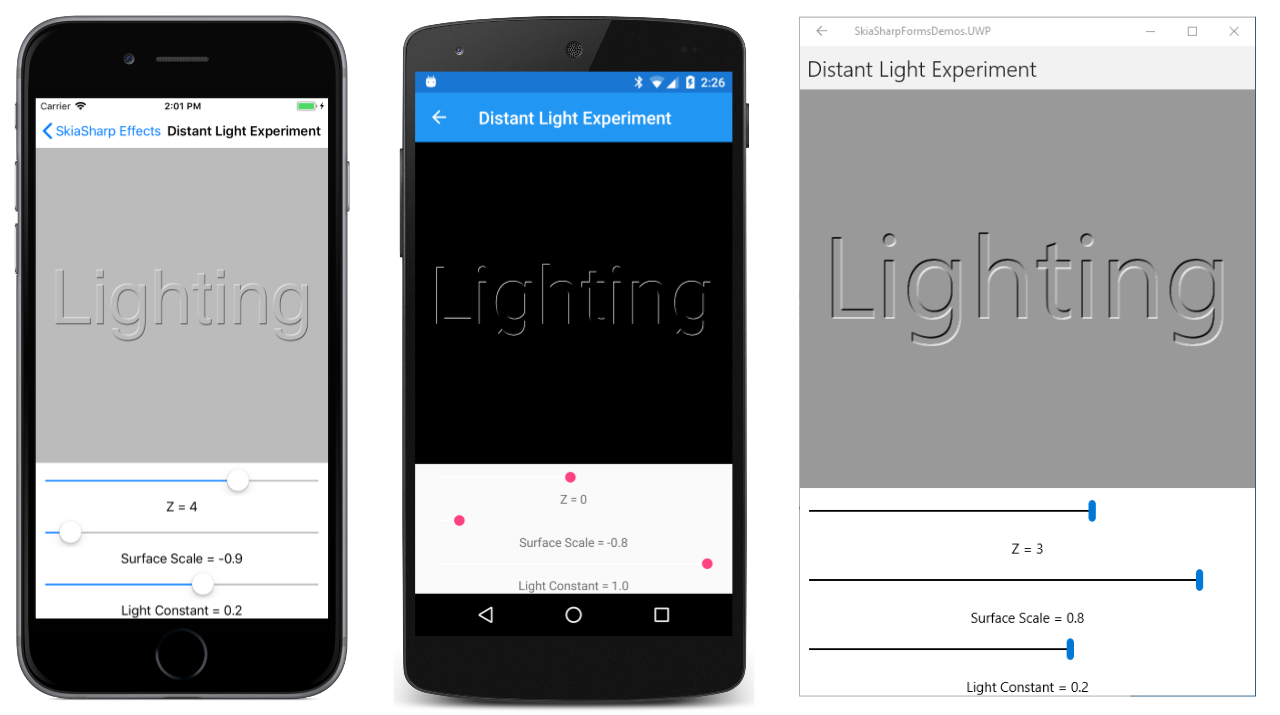 Carrier 2:01 PM
SkiaSharp Effects Distant Light Experiment
Lighting
Z = 4
Surface Scale = -0.9
Light Constant = 0.2
2:26
Distant Light Experiment
Lighting
Z = 0
Surface Scale = -0.8
Light Constant = 1.0
SkiaSharpFormsDemos.UWP
Distant Light Experiment
Lighting
Z = 3
Surface Scale = 0.8
Light Constant = 0.2